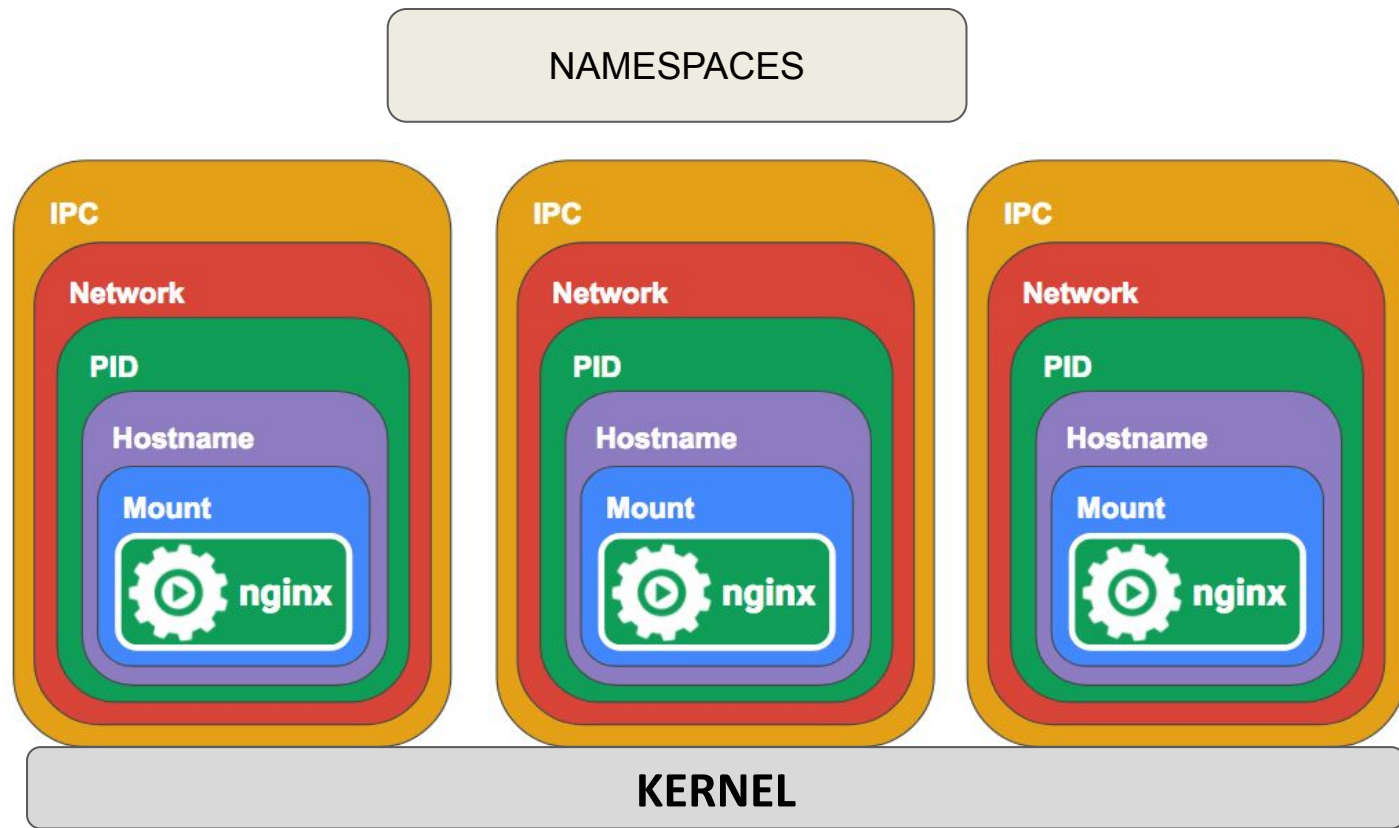 NAMESPACES
IPC
Network
PID
Hostname
Mount
nginx
IPC
Network
PID
Hostname
Mount
nginx
IPC
Network
PID
Hostname
Mount
nginx
KERNEL